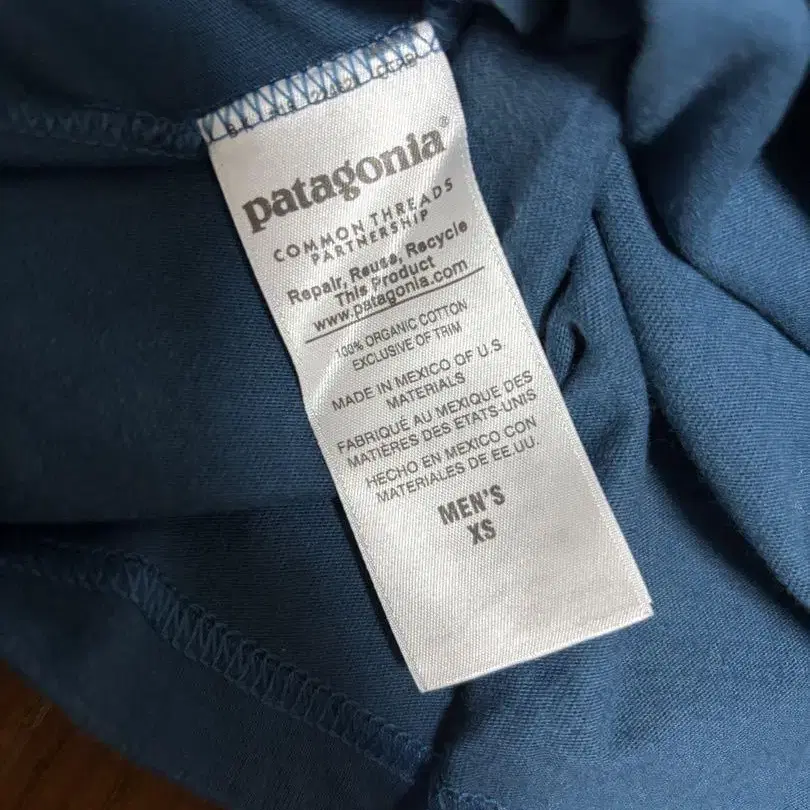 patagonia®
COMMON THREADS
PARTNERSHIP
Repair, Reuse, Recycle
This Product
www.patagonia.com
100% ORGANIC COTTON
EXCLUSIVE OF TRIM
MADE IN MEXICO OF U.S.
MATERIALS
FABRIQUÉ AU MEXIQUE DES
MATIÈRES DES ETATS-UNIS
HECHO EN MEXICO CON
MATERIALES DE EE.UU.
MEN'S
XS